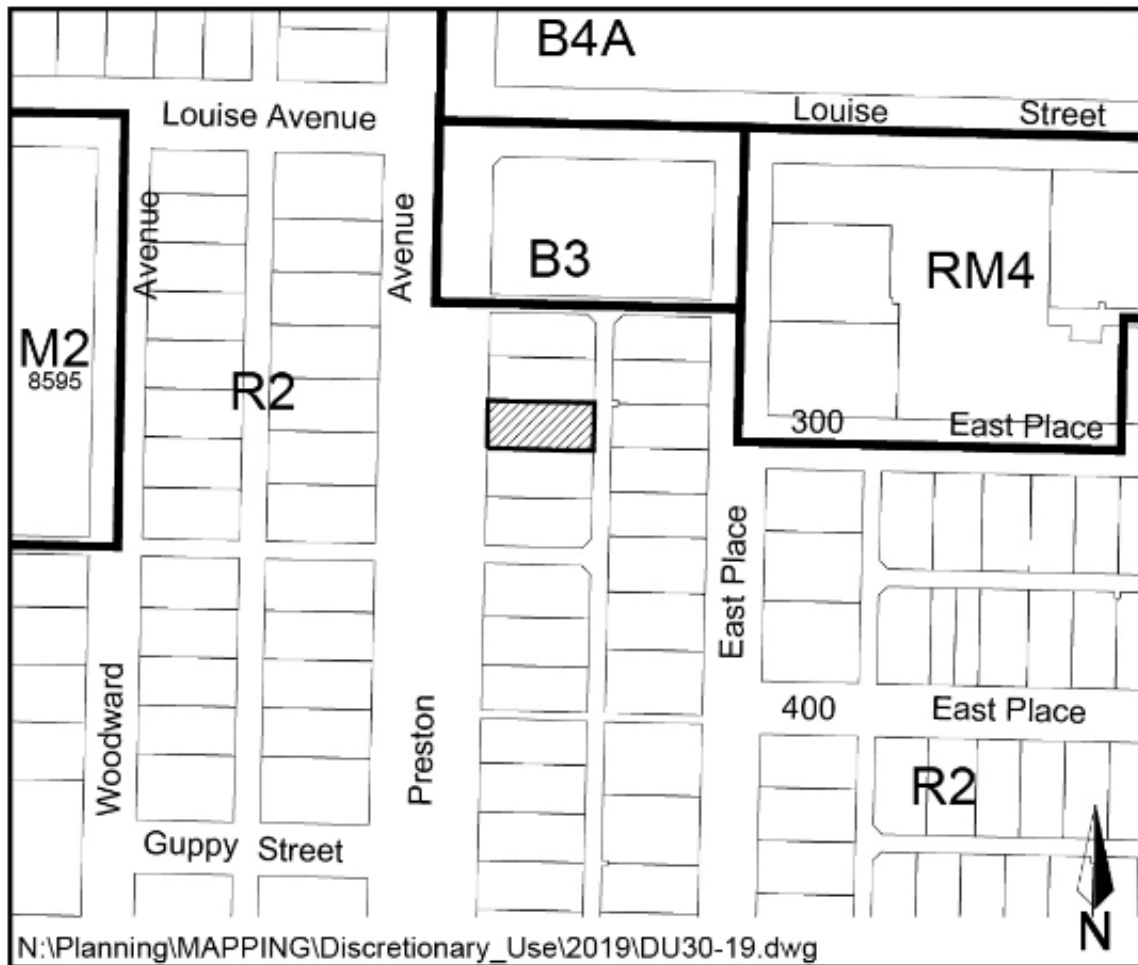 B4A
Louise Avenue
Louise Street
Avenue
Avenue
B3
RM4
M2
8595
R2
300 East Place
East Place
Woodward
Preston
400 East Place
R2
Guppy Street
N
N:\Planning\MAPPING\Discretionary_Use\2019\DU30-19.dwg